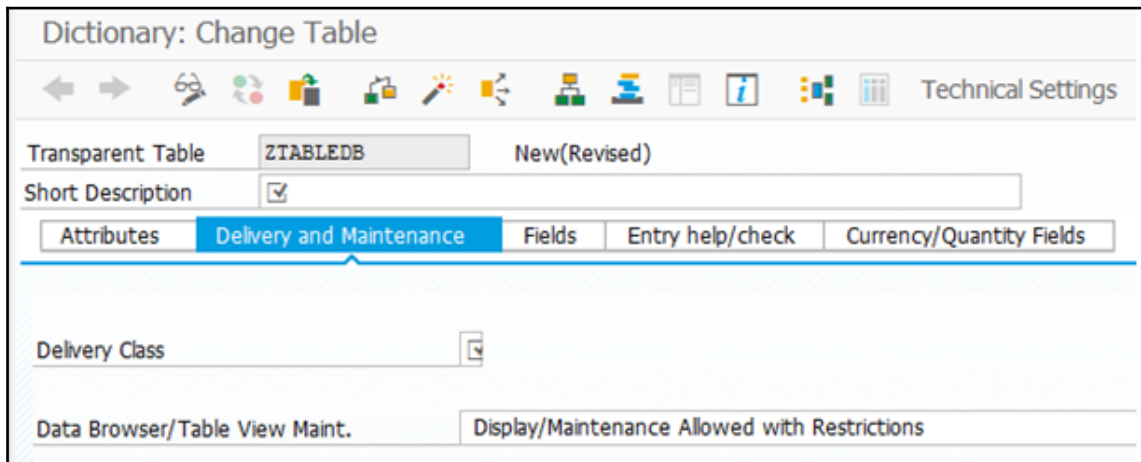 Dictionary: Change Table
Technical Settings
Transparent Table ZTABLEDB New(Revised)
Short Description
Attributes Delivery and Maintenance Fields Entry help/check Currency/Quantity Fields
Delivery Class
Data Browser/Table View Maint. Display/Maintenance Allowed with Restrictions